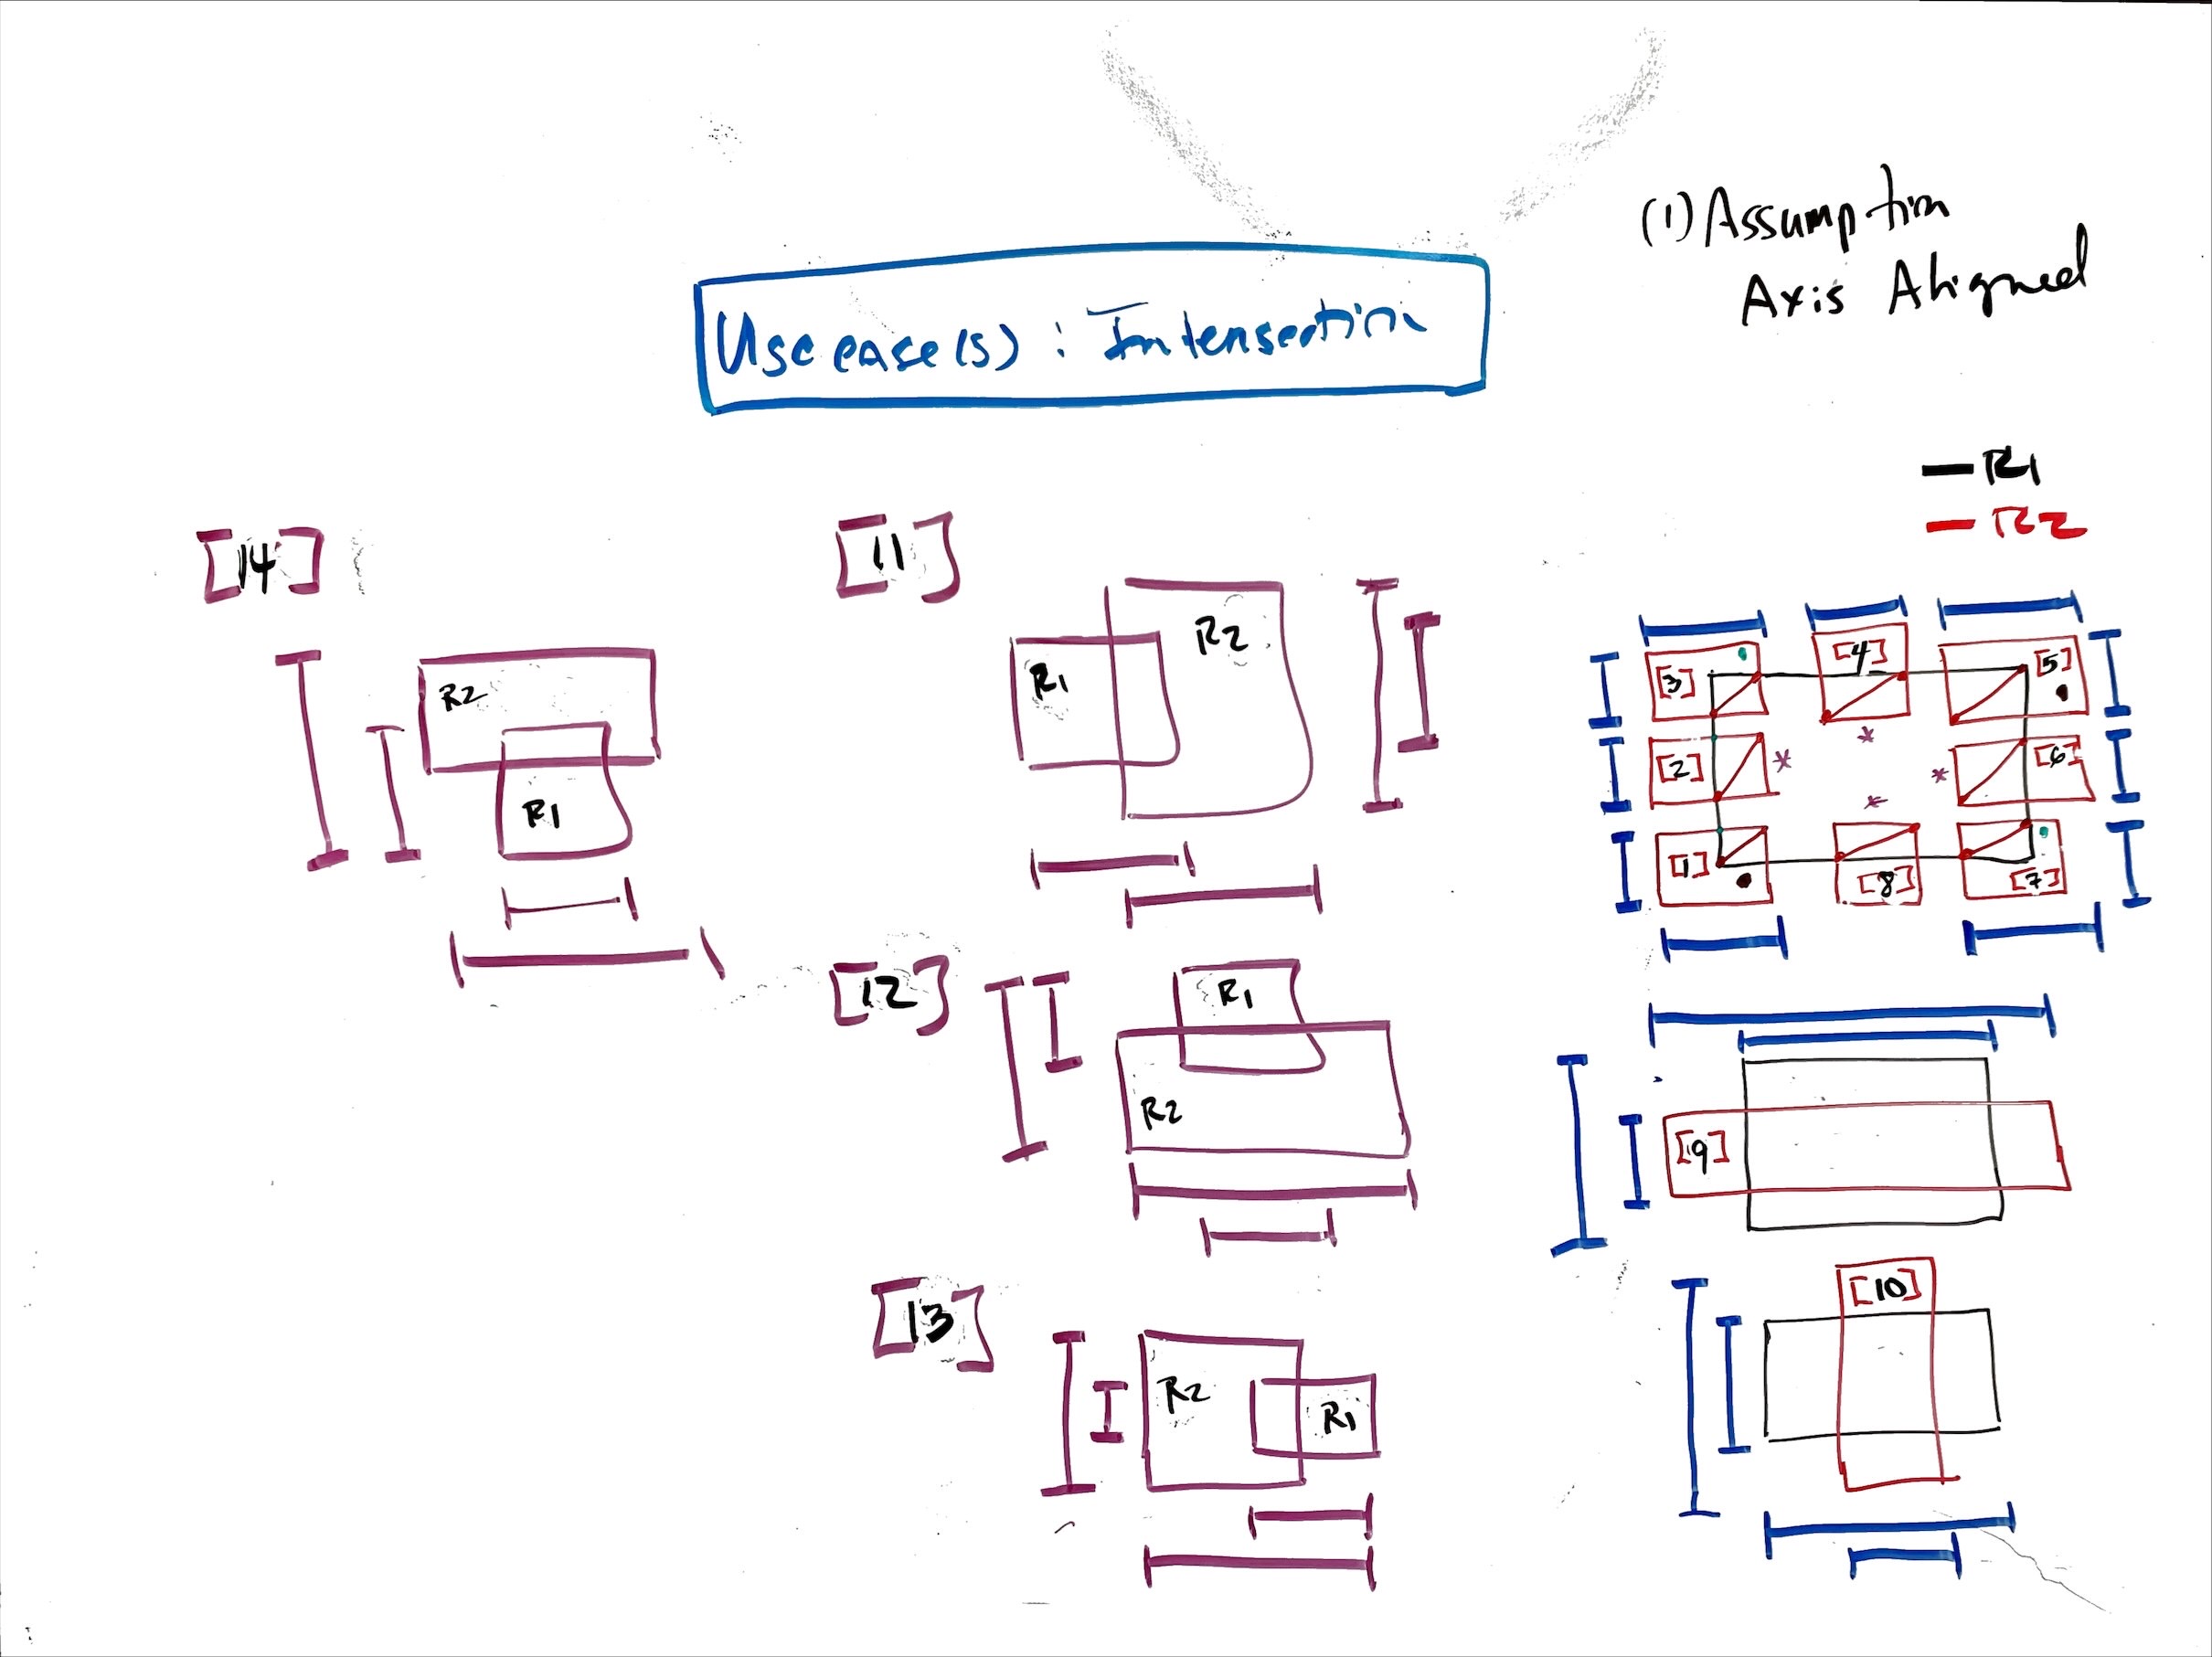 (1) Assumption
Axis Aligned
Use case(s) : Intersection
R1
R2
[14]
R2
R1
[11]
R1
R2
[3]
[4]
[5]
[2]
*
*
*
*
[6]
[1]
[8]
[7]
[12]
R1
R2
[9]
[13]
R2
R1
[10]